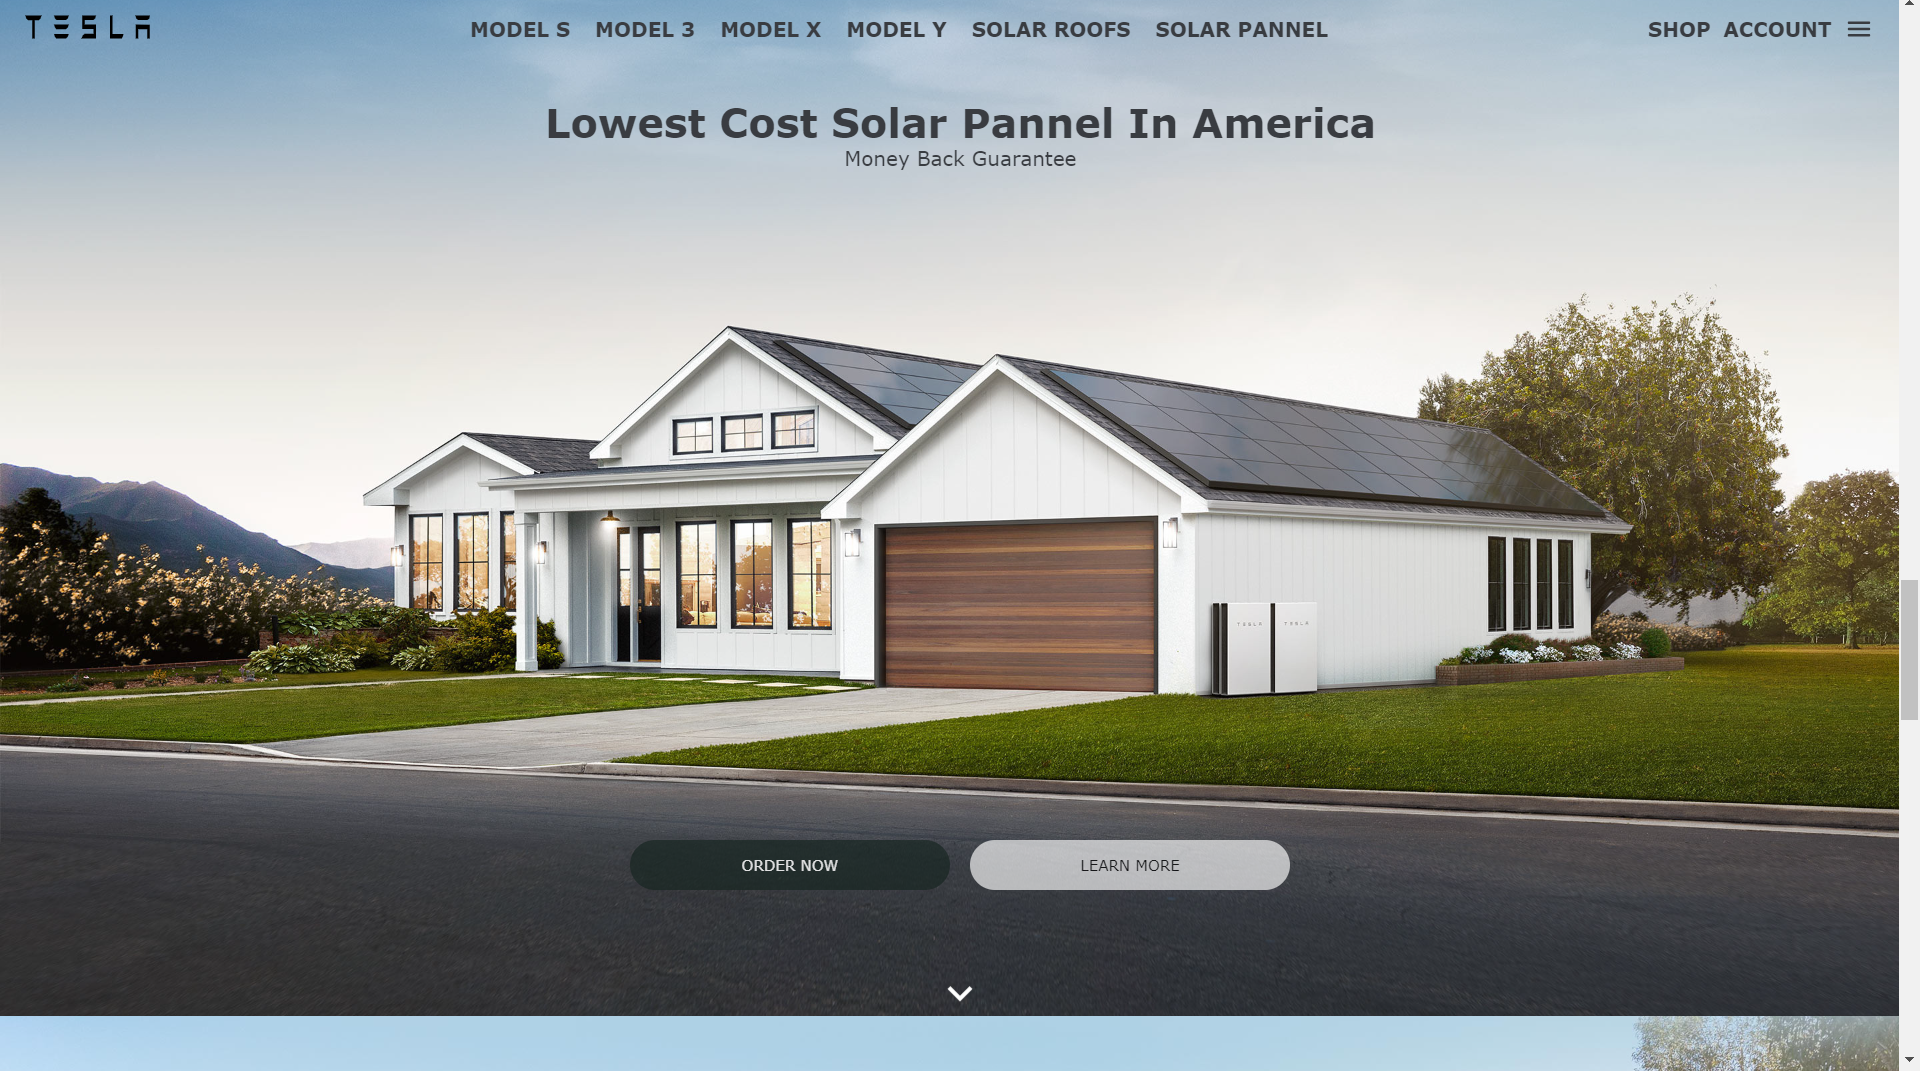 TESLA
MODEL S MODEL 3 MODEL X MODEL Y SOLAR ROOFS SOLAR PANNEL
SHOP ACCOUNT
Lowest Cost Solar Pannel In America
Money Back Guarantee
TESLA TESLA
ORDER NOW
LEARN MORE